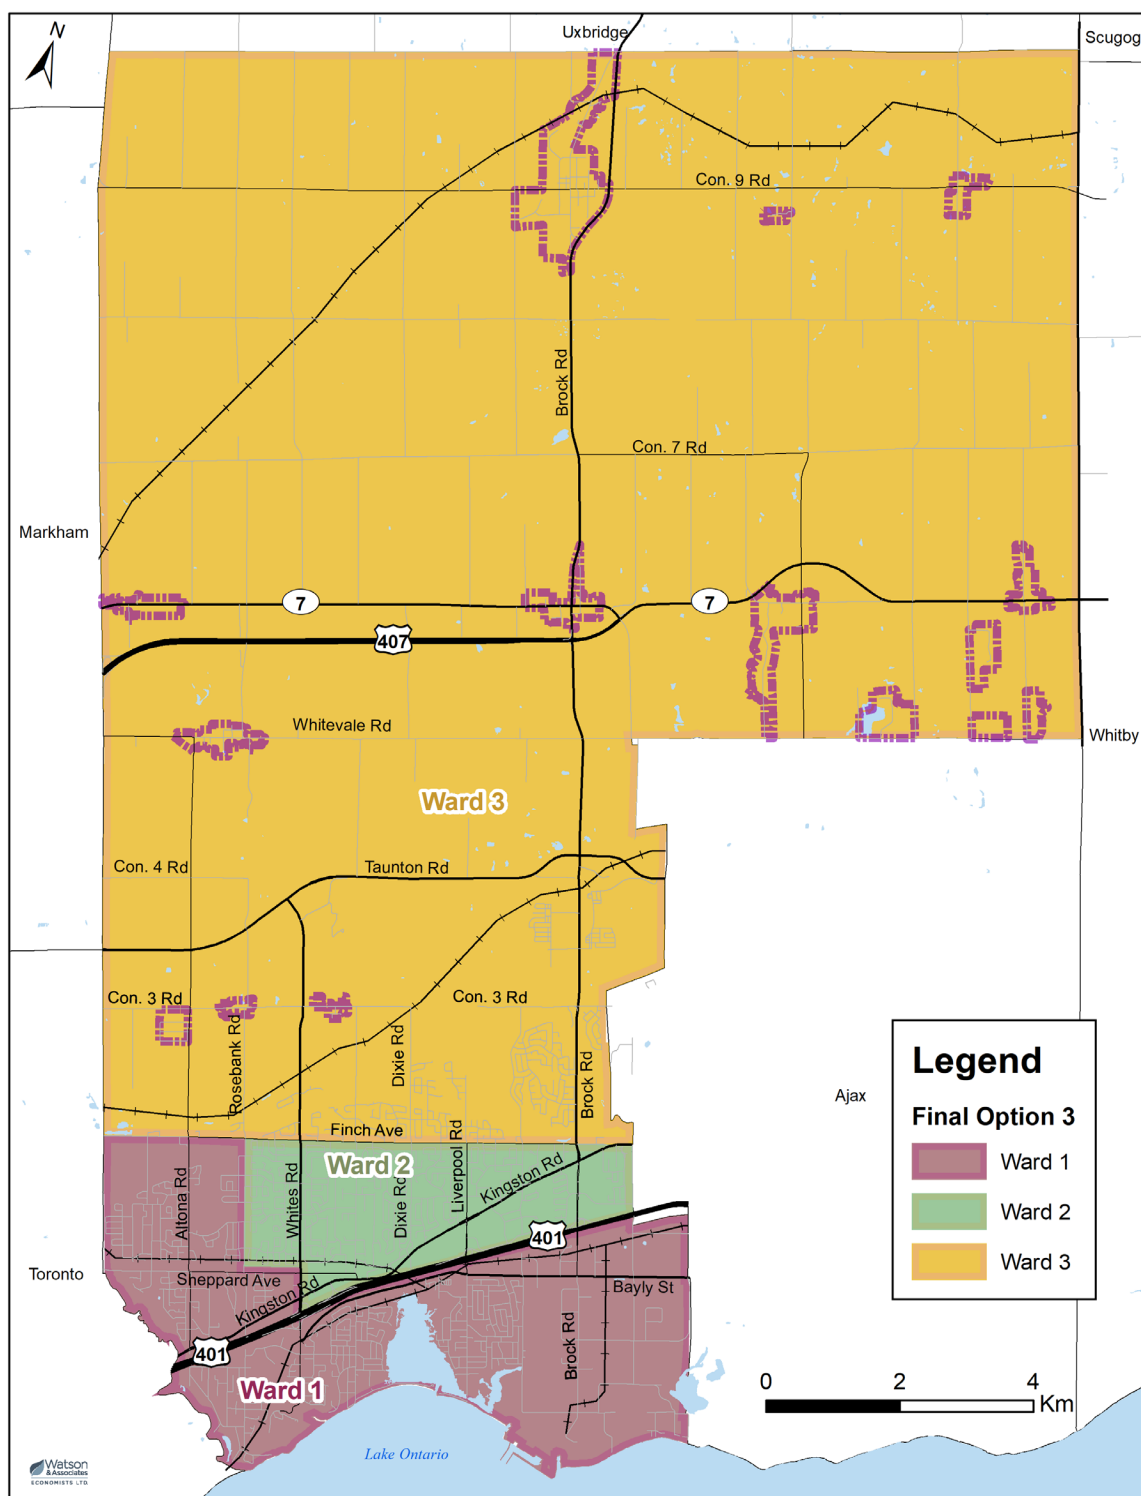 N
Uxbridge
Scugog
Con. 9 Rd
Brock Rd
Con. 7 Rd
Markham
7
7
407
Whitevale Rd
Whitby
Ward 3
Con. 4 Rd
Taunton Rd
Con. 3 Rd
Con. 3 Rd
Rosebank Rd
Dixie Rd
Brock Rd
Ajax
Finch Ave
Ward 2
Altona Rd
Whites Rd
Dixie Rd
Liverpool Rd
Kingston Rd
401
Toronto
Sheppard Ave
Kingston Rd
Bayly St
401
Brock Rd
Ward 1
Lake Ontario
Legend
Final Option 3
Ward 1
Ward 2
Ward 3
0 2 4
Km
Watson
& Associates
ECONOMISTS LTD.